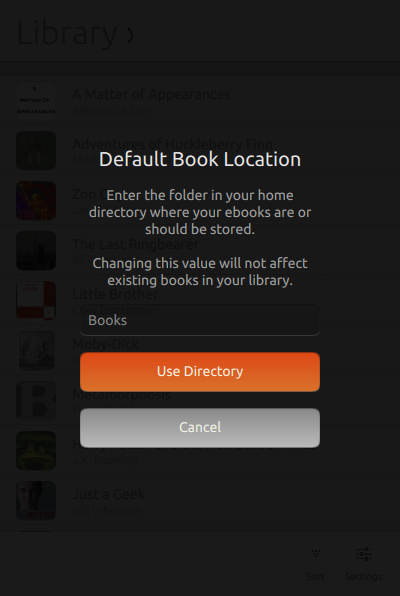 Library
A Matter of Appearances
Adventures of Huckleberry Finn
Default Book Location
Enter the folder in your home
directory where your ebooks are or
should be stored.
The Last Ringbearer
Changing this value will not affect
existing books in your library.
Little Brother
Books
Moby-Dick
Use Directory
Metamorphosis
Cancel
Just a Geek
Sort
Settings